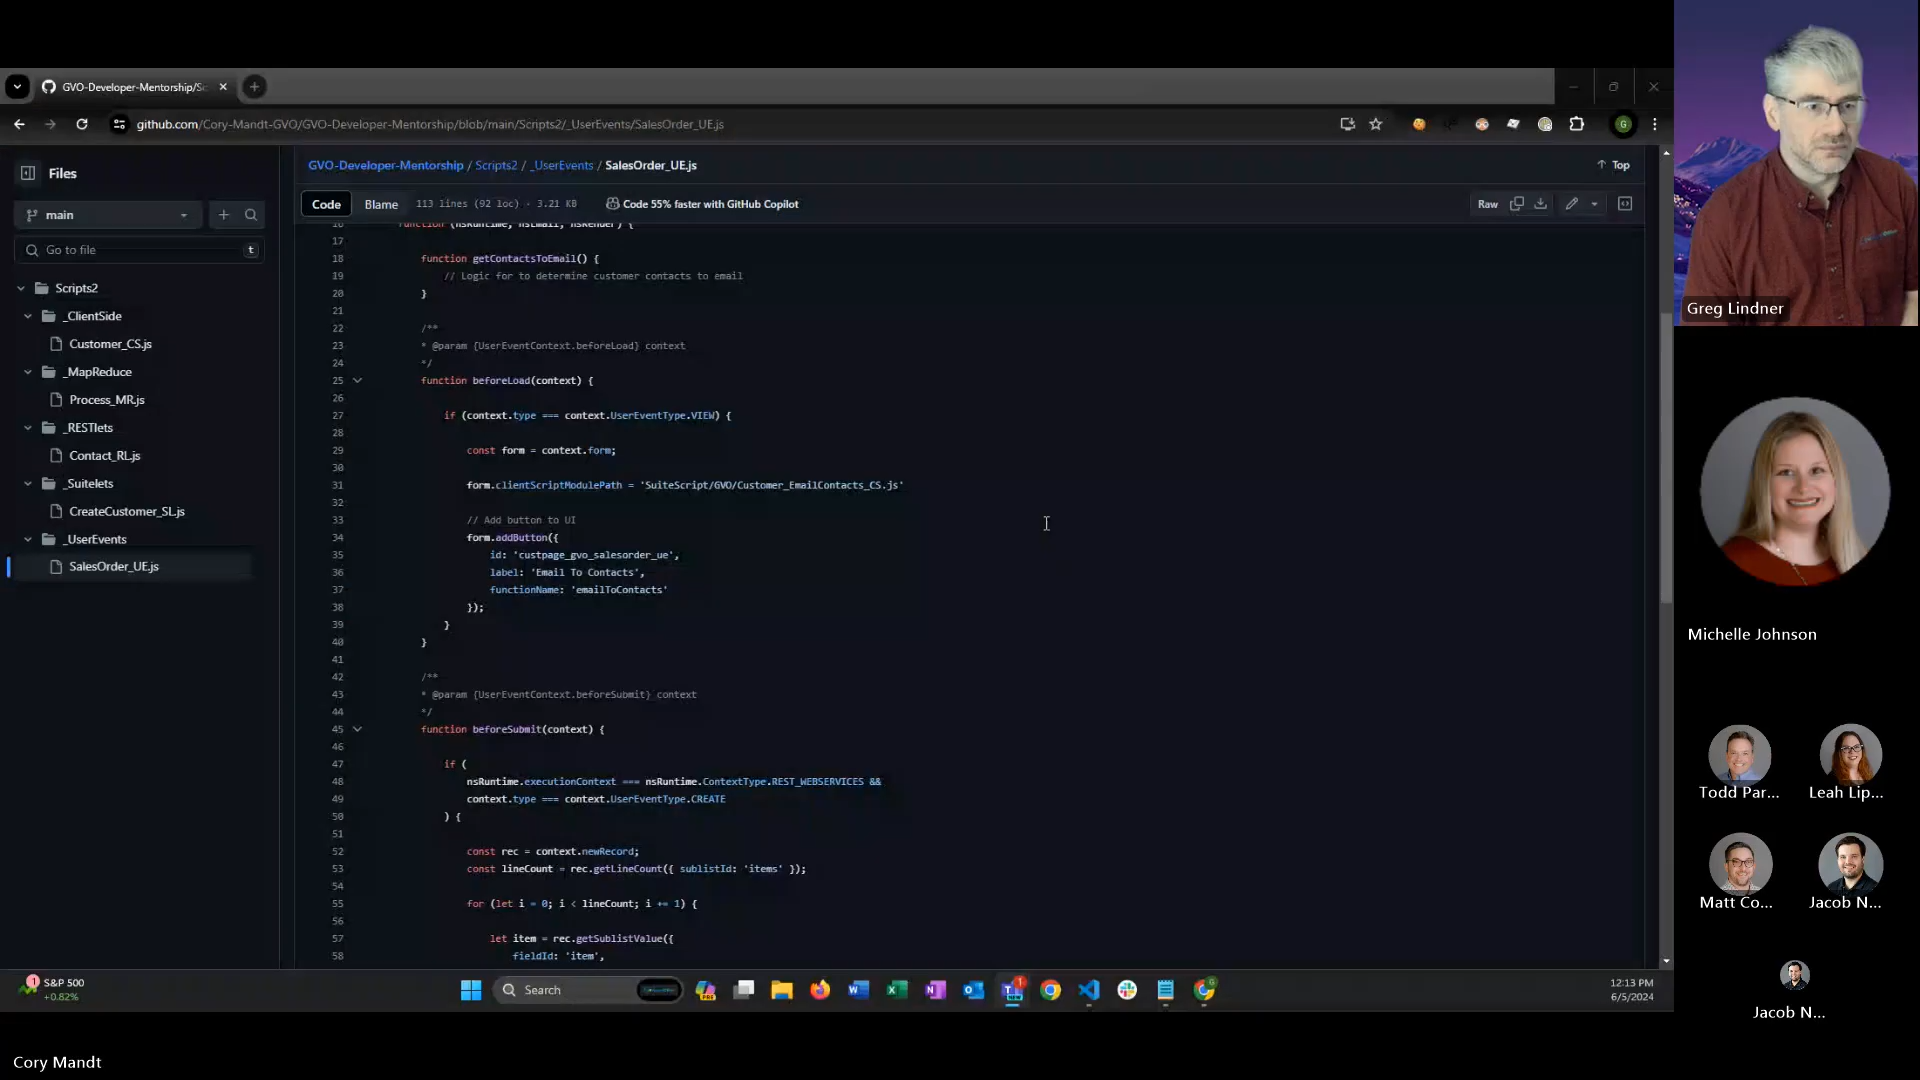 GVO-Developer-Mentorship/Sc
github.com/Cory-Mandt-GVO/GVO-Developer-Mentorship/blob/main/Scripts2/_UserEvents/SalesOrder_UE.js
G
Files
main
Go to file
t
Scripts2
_ClientSide
Customer_CS.js
_MapReduce
Process_MR.js
_RESTlets
Contact_RL.js
_Suitelets
CreateCustomer_SL.js
_UserEvents
SalesOrder_UE.js
GVO-Developer-Mentorship / Scripts2 / _UserEvents / SalesOrder_UE.js
Top
Code
Blame
113 lines (92 loc) · 3.21 KB
Code 55% faster with GitHub Copilot
Raw
16 function (nsRuntime, nsEmail, nsRender) {
17
18 function getContactsToEmail() {
19 // Logic for to determine customer contacts to email
20 }
21
22 /**
23 * @param {UserEventContext.beforeLoad} context
24 */
25 function beforeLoad(context) {
26
27 if (context.type === context.UserEventType.VIEW) {
28
29 const form = context.form;
30
31 form.clientScriptModulePath = 'SuiteScript/GVO/Customer_EmailContacts_CS.js'
32
33 // Add button to UI
34 form.addButton({
35 id: 'custpage_gvo_salesorder_ue',
36 label: 'Email To Contacts',
37 functionName: 'emailToContacts'
38 });
39 }
40 }
41
42 /**
43 * @param {UserEventContext.beforeSubmit} context
44 */
45 function beforeSubmit(context) {
46
47 if (
48 nsRuntime.executionContext === nsRuntime.ContextType.REST_WEBSERVICES &&
49 context.type === context.UserEventType.CREATE
50 ) {
51
52 const rec = context.newRecord;
53 const lineCount = rec.getLineCount({ sublistId: 'items' });
54
55 for (let i = 0; i < lineCount; i += 1) {
56
57 let item = rec.getSublistValue({
58 fieldId: 'item',
1
S&P 500
+0.82%
Search
12:13 PM
6/5/2024
Greg Lindner
Michelle Johnson
Todd Par...
Leah Lip...
Matt Co...
Jacob N...
Jacob N...
Cory Mandt